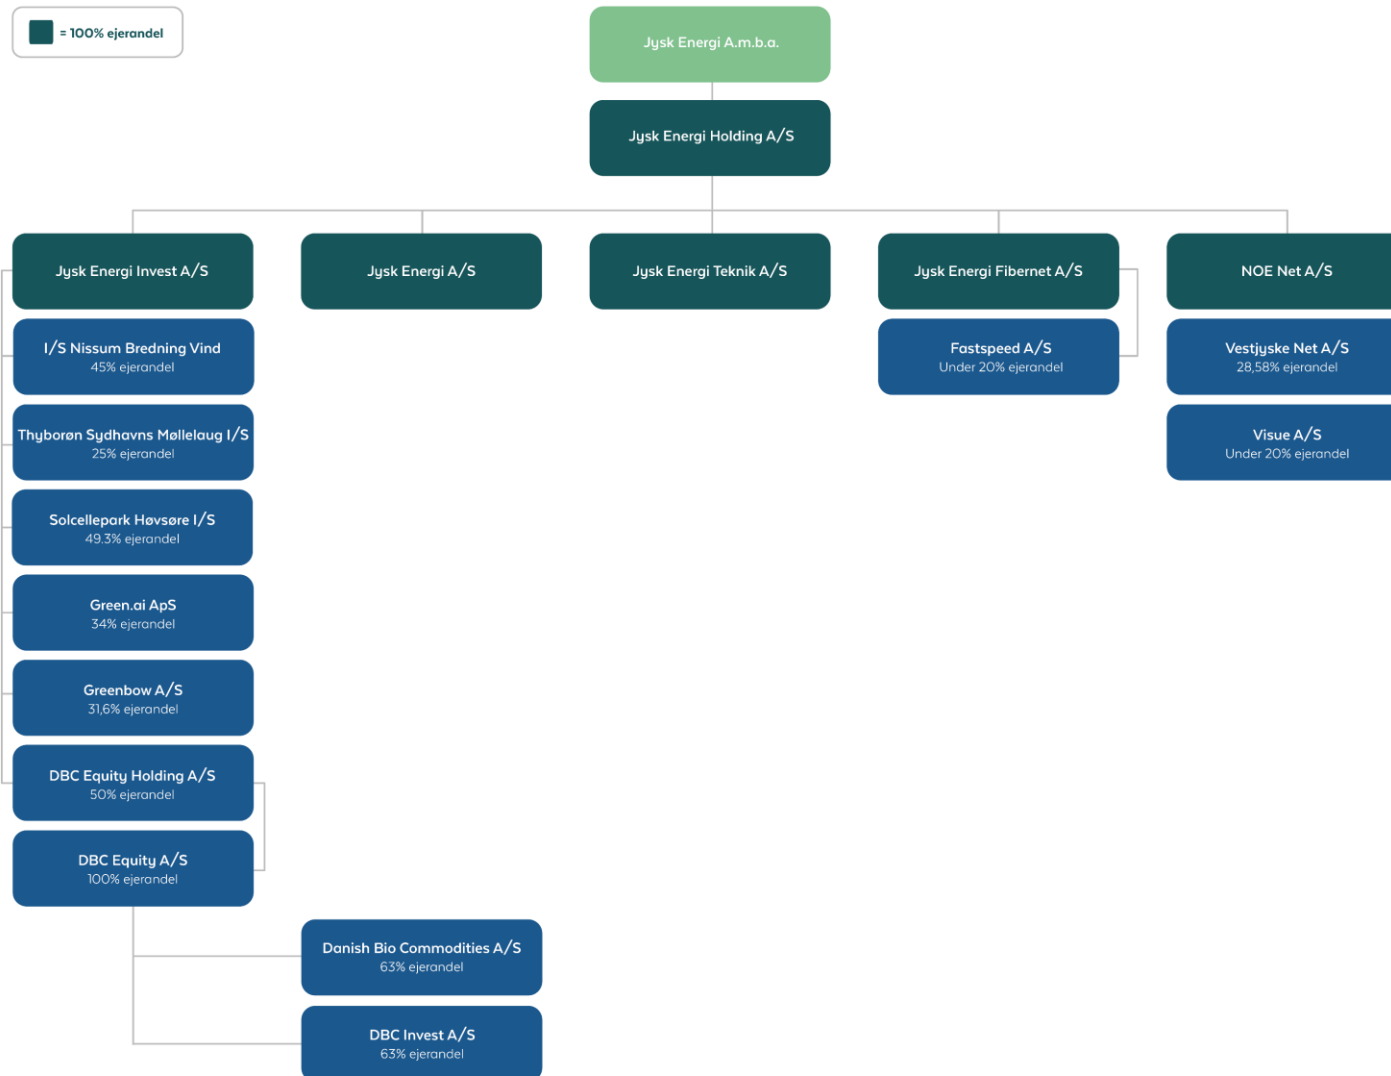 = 100% ejerandel
Jysk Energi A.m.b.a.
Jysk Energi Holding A/S
Jysk Energi Invest A/S
Jysk Energi A/S
Jysk Energi Teknik A/S
Jysk Energi Fibernet A/S
NOE Net A/S
I/S Nissum Bredning Vind
45% ejerandel
Fastspeed A/S
Under 20% ejerandel
Vestjyske Net A/S
28,58% ejerandel
Thyborøn Sydhavns Møllelaug I/S
25% ejerandel
Visue A/S
Under 20% ejerandel
Solcellepark Høvsøre I/S
49.3% ejerandel
Green.ai ApS
34% ejerandel
Greenbow A/S
31,6% ejerandel
DBC Equity Holding A/S
50% ejerandel
DBC Equity A/S
100% ejerandel
Danish Bio Commodities A/S
63% ejerandel
DBC Invest A/S
63% ejerandel